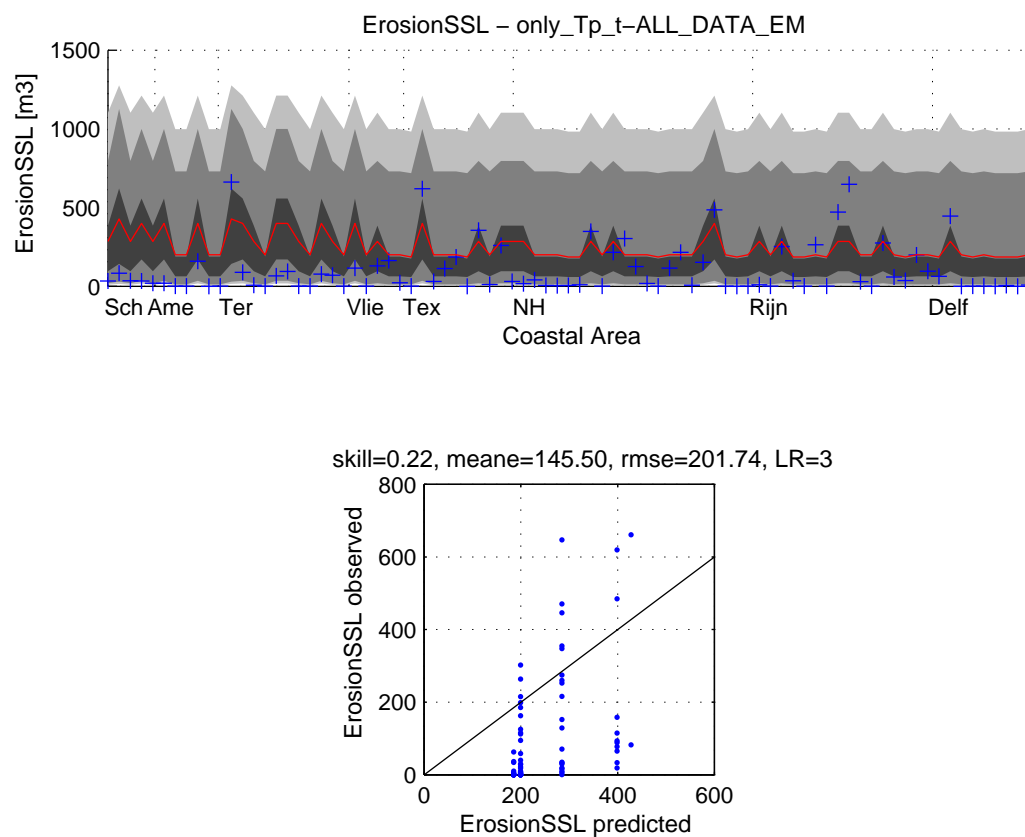 ErosionSSL − only_Tp_t−ALL_DATA_EM
ErosionSSL [m3]
1500
1000
500
0
Sch Ame Ter Vlie Tex NH Rijn Delf
Coastal Area
skill=0.22, meane=145.50, rmse=201.74, LR=3
ErosionSSL observed
800
600
400
200
0
0 200 400 600
ErosionSSL predicted